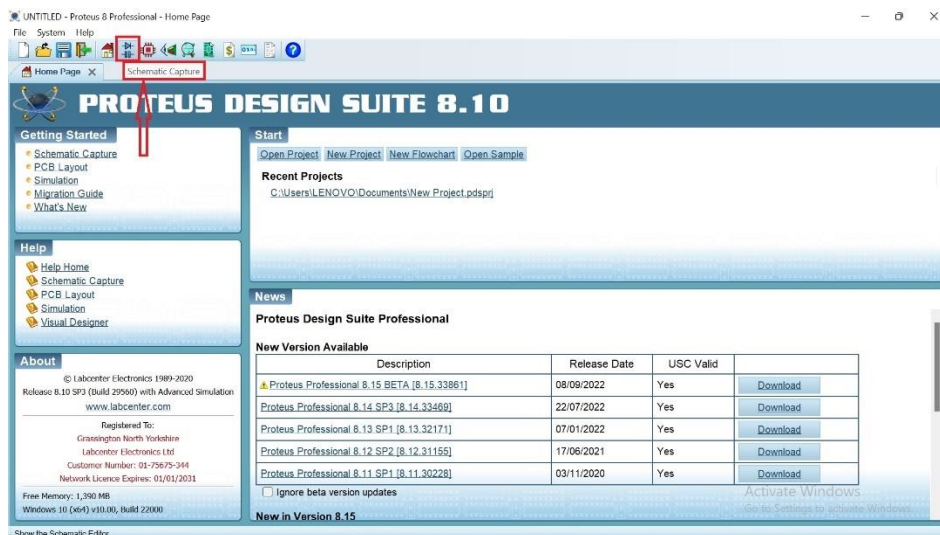 UNTITLED - Proteus 8 Professional - Home Page
File System Help
Home Page
Schematic Capture
PROTEUS DESIGN SUITE 8.10
Getting Started
Schematic Capture
PCB Layout
Simulation
Migration Guide
What's New
Help
Help Home
Schematic Capture
PCB Layout
Simulation
Visual Designer
About
© Labcenter Electronics 1989-2020
Release 8.10 SP3 (Build 29560) with Advanced Simulation
www.labcenter.com
Registered To:
Grassington North Yorkshire
Labcenter Electronics Ltd
Customer Number: 01-75675-344
Network Licence Expires: 01/01/2031
Free Memory: 1,390 MB
Windows 10 (x64) v10.00, Build 22000
Start
Open Project New Project New Flowchart Open Sample
Recent Projects
C:\Users\LENOVO\Documents\New Project.pdsprj
News
Proteus Design Suite Professional
New Version Available
Description Release Date USC Valid
Proteus Professional 8.15 BETA [8.15.33861] 08/09/2022 Yes Download
Proteus Professional 8.14 SP3 [8.14.33469] 22/07/2022 Yes Download
Proteus Professional 8.13 SP1 [8.13.32171] 07/01/2022 Yes Download
Proteus Professional 8.12 SP2 [8.12.31155] 17/06/2021 Yes Download
Proteus Professional 8.11 SP1 [8.11.30228] 03/11/2020 Yes Download
Ignore beta version updates
New in Version 8.15
Activate Windows
Go to Settings to activate Windows.
Show the Schematic Editor